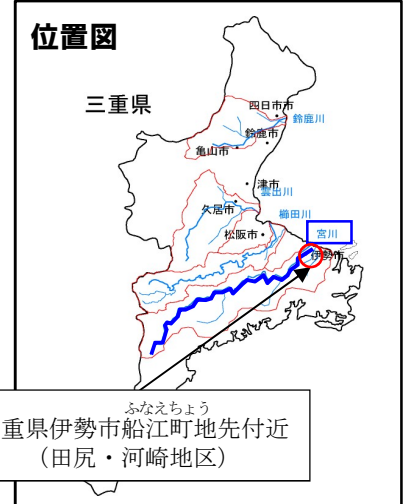 位置図
三重県
四日市市
鈴鹿川
鈴鹿市
亀山市
津市
雲出川
久居市
櫛田川
松阪市
宮川
伊勢市
ふなえちょう
重県伊勢市船江町地先付近
（田尻・河崎地区）